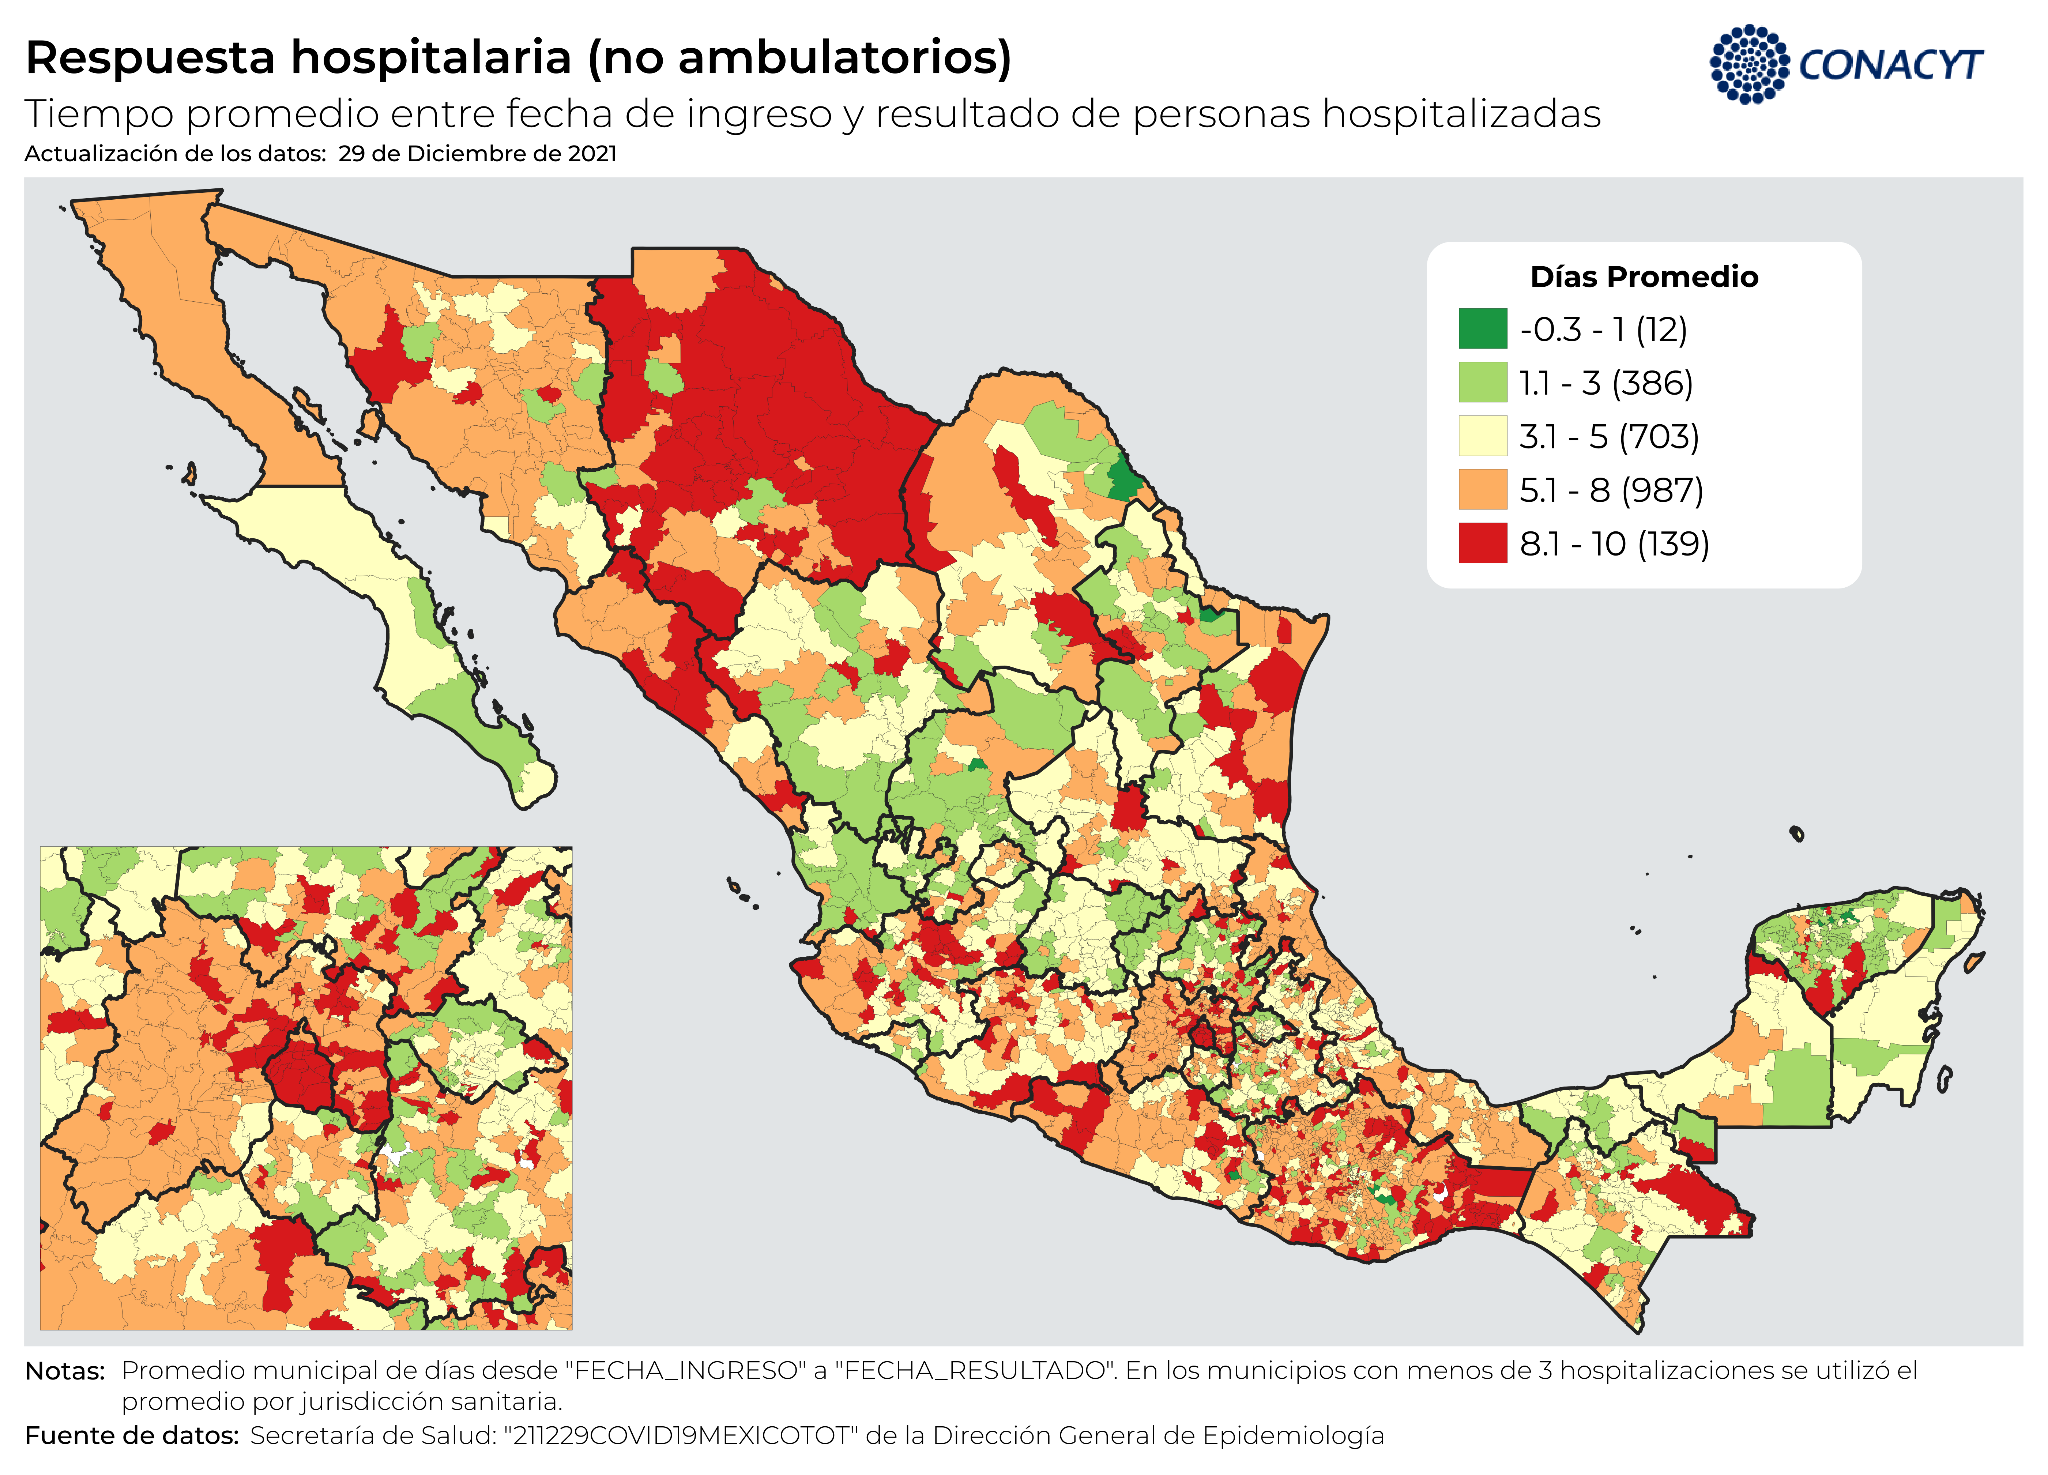 Respuesta hospitalaria (no ambulatorios)
CONACYT
Tiempo promedio entre fecha de ingreso y resultado de personas hospitalizadas
Actualización de los datos: 29 de Diciembre de 2021
Días Promedio
-0.3 - 1 (12)
1.1 - 3 (386)
3.1 - 5 (703)
5.1 - 8 (987)
8.1 - 10 (139)
Notas: Promedio municipal de días desde "FECHA_INGRESO" a "FECHA_RESULTADO". En los municipios con menos de 3 hospitalizaciones se utilizó el
promedio por jurisdicción sanitaria.
Fuente de datos: Secretaría de Salud: "211229COVID19MEXICOTOT" de la Dirección General de Epidemiología